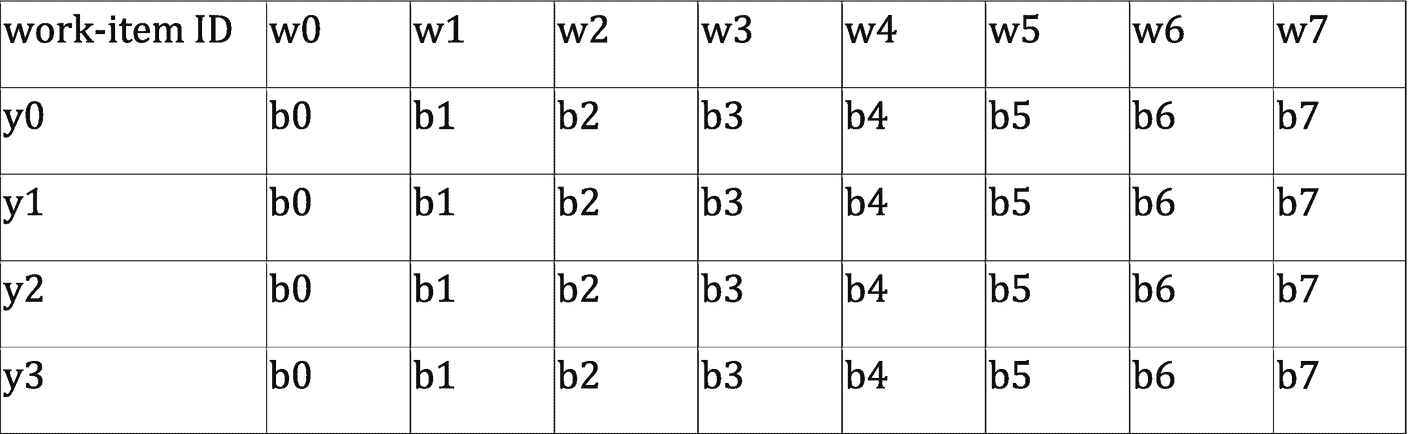 work-item ID w0 w1 w2 w3 w4 w5 w6 w7
y0 b0 b1 b2 b3 b4 b5 b6 b7
y1 b0 b1 b2 b3 b4 b5 b6 b7
y2 b0 b1 b2 b3 b4 b5 b6 b7
y3 b0 b1 b2 b3 b4 b5 b6 b7